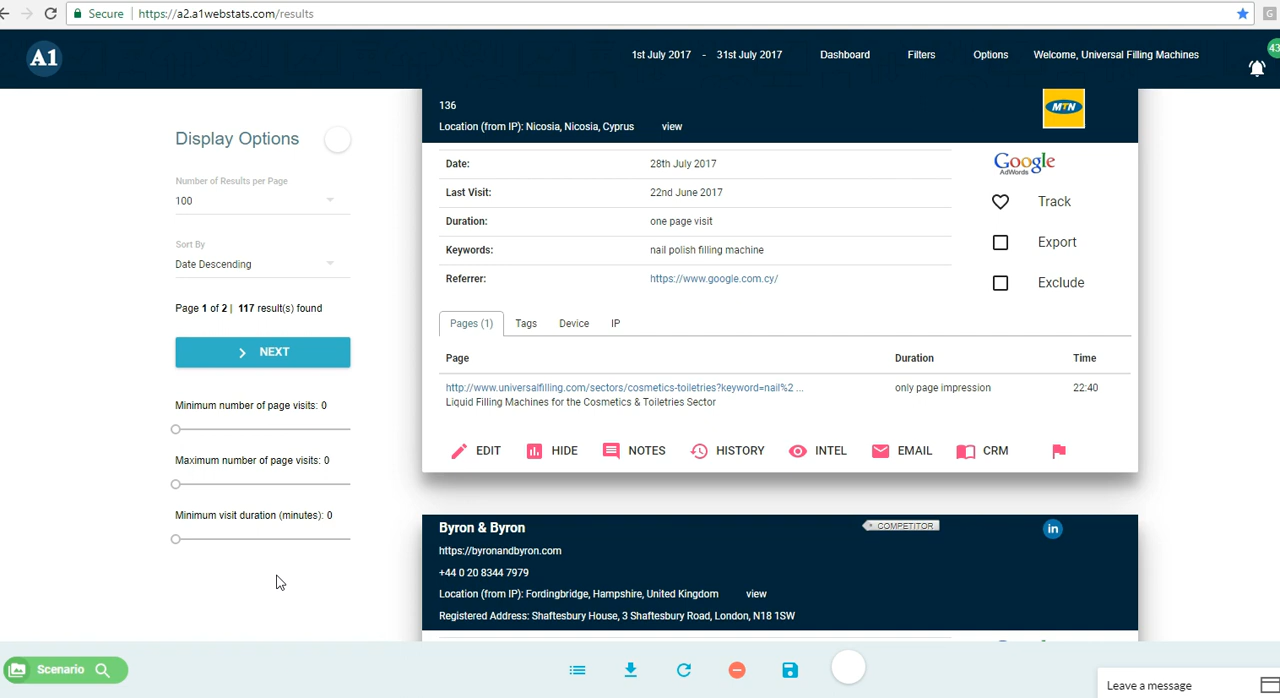 Secure
https://a2.a1webstats.com/results
G
A1
1st July 2017 - 31st July 2017
Dashboard
Filters
Options
Welcome, Universal Filling Machines
43
136
Location (from IP): Nicosia, Nicosia, Cyprus
view
MTN
Display Options
Number of Results per Page
100
Sort By
Date Descending
Page 1 of 2 | 117 result(s) found
NEXT
Minimum number of page visits: 0
Maximum number of page visits: 0
Minimum visit duration (minutes): 0
Date: 28th July 2017
Last Visit: 22nd June 2017
Duration: one page visit
Keywords: nail polish filling machine
Referrer: https://www.google.com.cy/
Google
AdWords
Track
Export
Exclude
Pages (1) Tags Device IP
Page Duration Time
http://www.universalfilling.com/sectors/cosmetics-toiletries?keyword=nail%2 ... only page impression 22:40
Liquid Filling Machines for the Cosmetics & Toiletries Sector
EDIT HIDE NOTES HISTORY INTEL EMAIL CRM
Byron & Byron
COMPETITOR
in
https://byronandbyron.com
+44 0 20 8344 7979
Location (from IP): Fordingbridge, Hampshire, United Kingdom
view
Registered Address: Shaftesbury House, 3 Shaftesbury Road, London, N18 1SW
Scenario
Leave a message